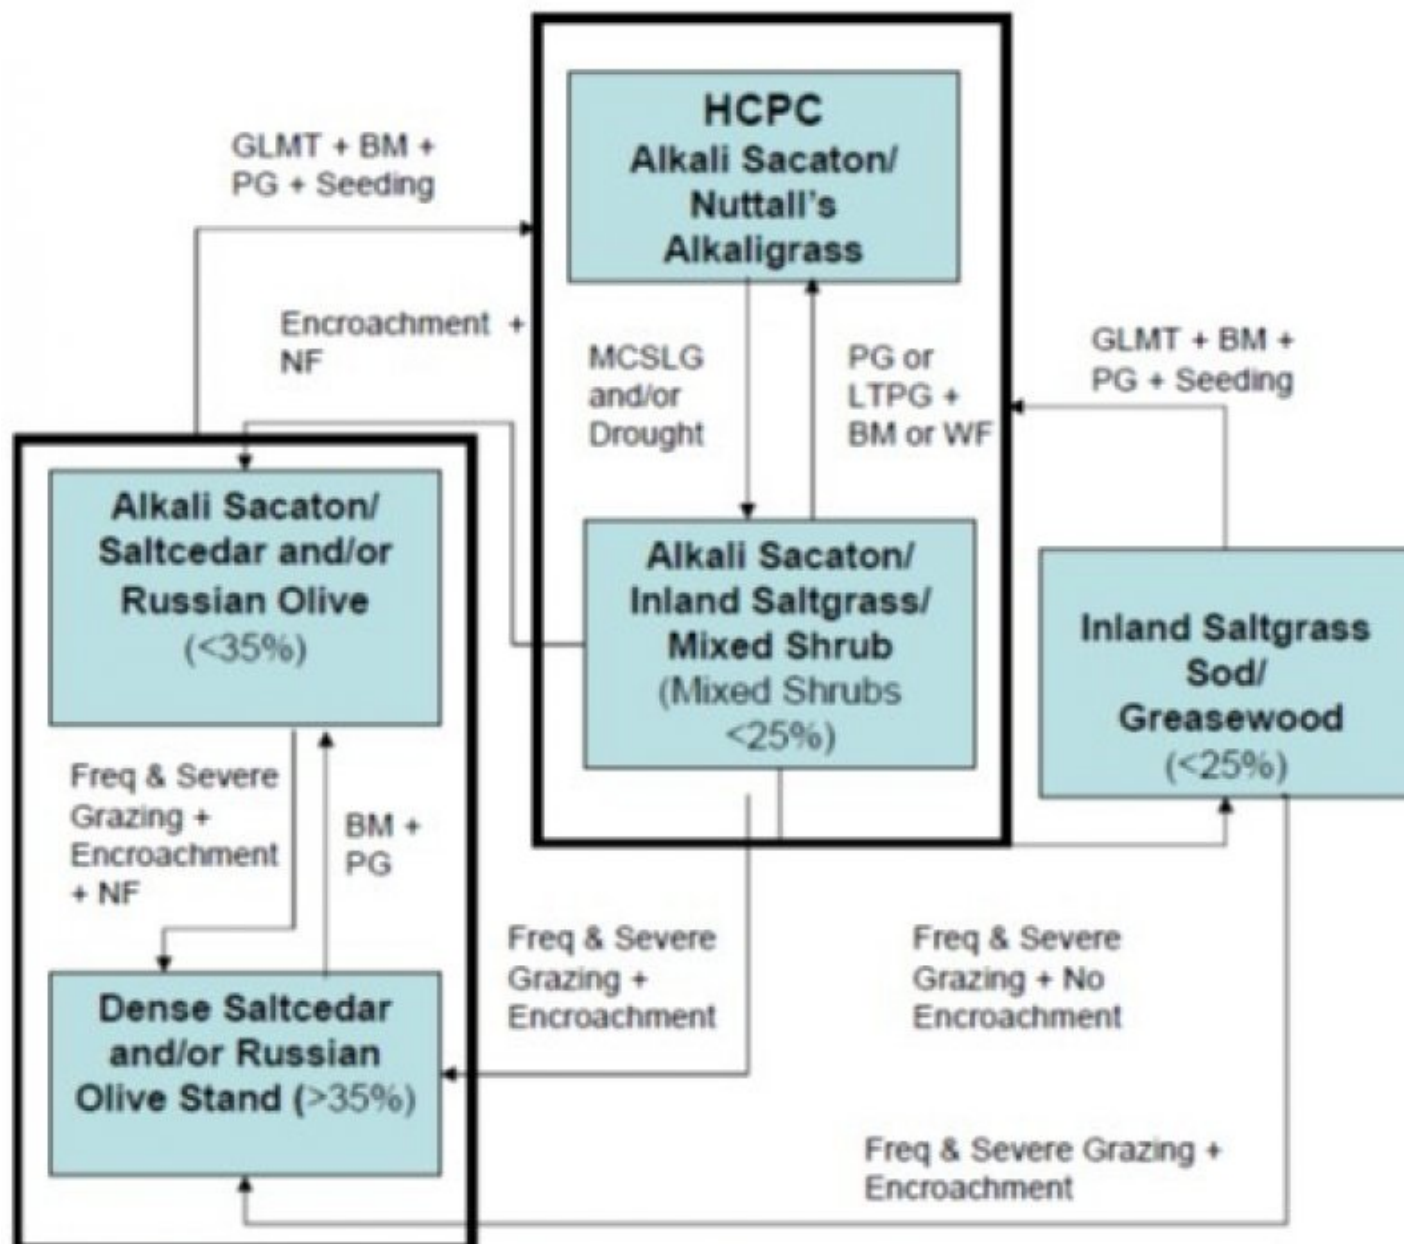 HCPC
Alkali Sacaton/
Nuttall's
Alkaligrass
GLMT + BM +
PG + Seeding
Encroachment +
NF
MCSLG
and/or
Drought
PG or
LTPG +
BM or WF
GLMT + BM +
PG + Seeding
Alkali Sacaton/
Saltcedar and/or
Russian Olive
(<35%)
Alkali Sacaton/
Inland Saltgrass/
Mixed Shrub
(Mixed Shrubs
<25%)
Inland Saltgrass
Sod/
Greasewood
(<25%)
Freq & Severe
Grazing +
Encroachment
+ NF
BM +
PG
Freq & Severe
Grazing +
Encroachment
Freq & Severe
Grazing + No
Encroachment
Dense Saltcedar
and/or Russian
Olive Stand (>35%)
Freq & Severe Grazing +
Encroachment